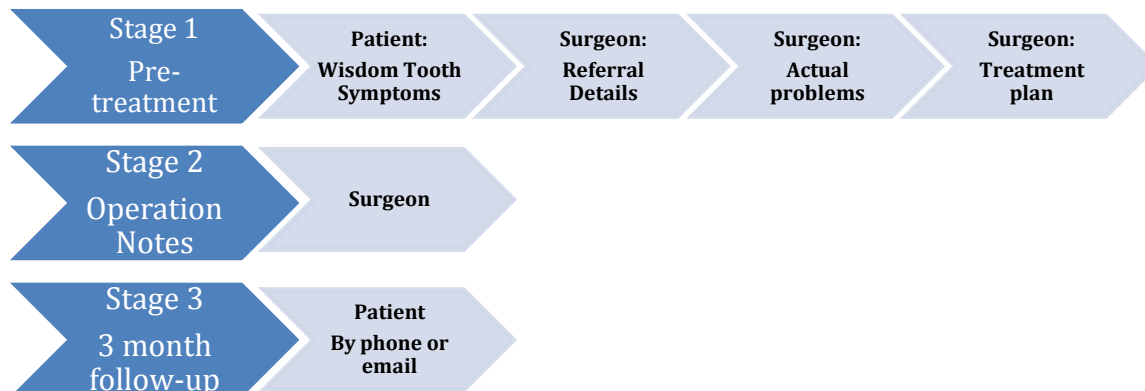 Stage 1
Pre-
treatment
Patient:
Wisdom Tooth
Symptoms
Surgeon:
Referral
Details
Surgeon:
Actual
problems
Surgeon:
Treatment
plan
Stage 2
Operation
Notes
Surgeon
Stage 3
3 month
follow-up
Patient
By phone or
email